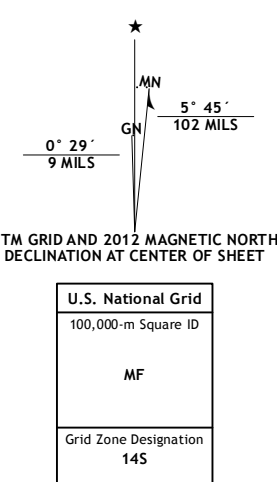 MN
5° 45´
102 MILS
GN
0° 29´
9 MILS
TM GRID AND 2012 MAGNETIC NORTH
DECLINATION AT CENTER OF SHEET
U.S. National Grid
100,000-m Square ID
MF
Grid Zone Designation
14S